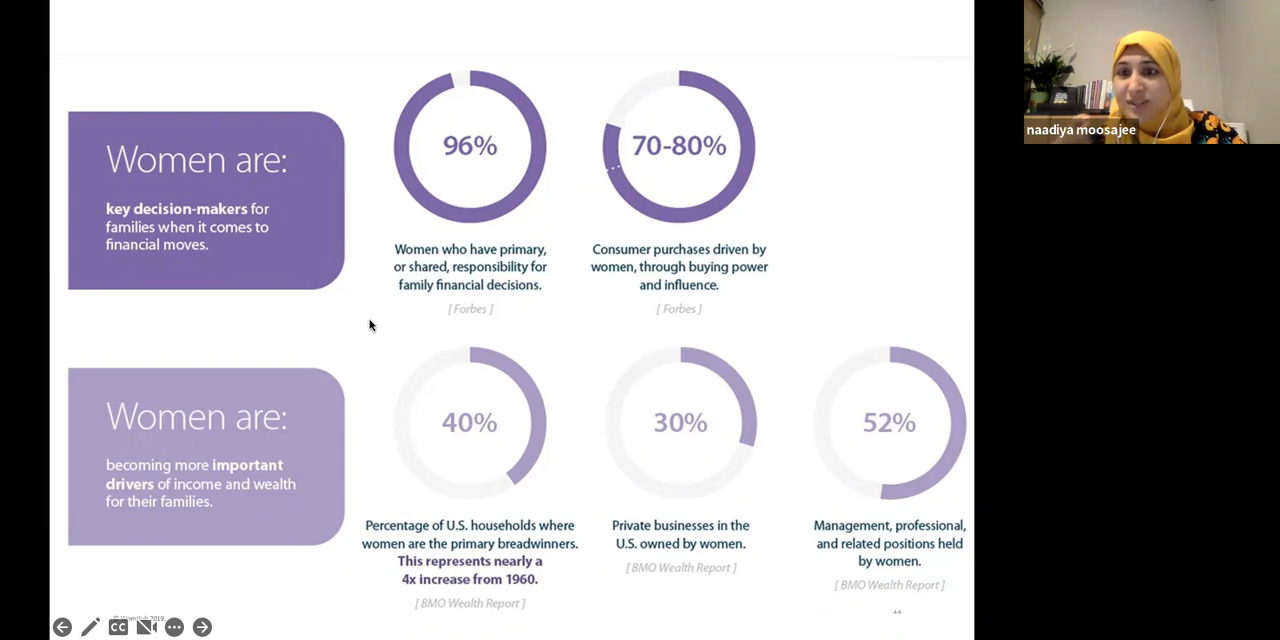 naadiya moosajee
Women are:
key decision-makers for
families when it comes to
financial moves.
96%
Women who have primary,
or shared, responsibility for
family financial decisions.
[ Forbes ]
70-80%
Consumer purchases driven by
women, through buying power
and influence.
[ Forbes ]
Women are:
becoming more important
drivers of income and wealth
for their families.
40%
Percentage of U.S. households where
women are the primary breadwinners.
This represents nearly a
4x increase from 1960.
[ BMO Wealth Report ]
30%
Private businesses in the
U.S. owned by women.
[ BMO Wealth Report ]
52%
Management, professional,
and related positions held
by women.
[ BMO Wealth Report ]
2019
CC